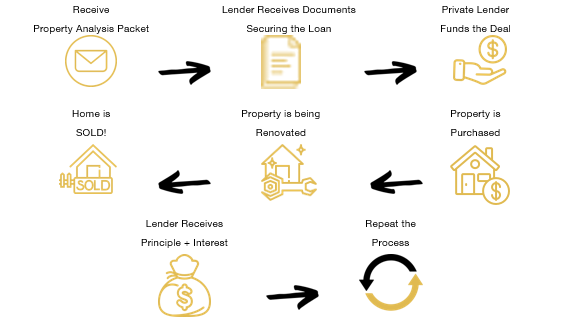 Receive
Property Analysis Packet
Lender Receives Documents
Securing the Loan
Private Lender
Funds the Deal
Property is
Purchased
Property is being
Renovated
Home is
SOLD!
SOLD
Lender Receives
Principle + Interest
Repeat the
Process